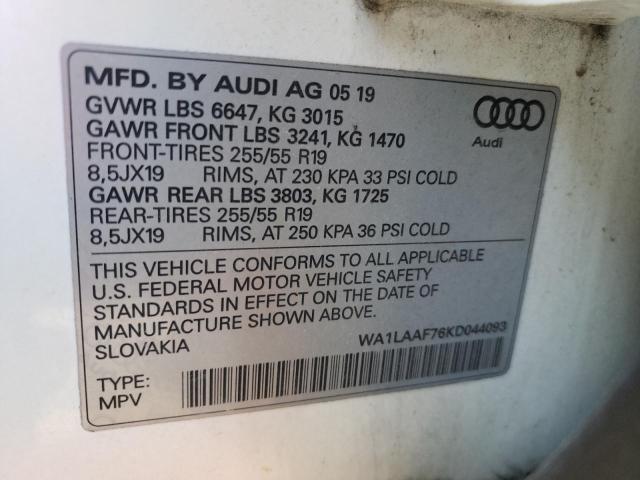 MFD. BY AUDI AG 05 19
GVWR LBS 6647, KG 3015
GAWR FRONT LBS 3241, KG 1470
FRONT-TIRES 255/55 R19
8,5JX19 RIMS, AT 230 KPA 33 PSI COLD
GAWR REAR LBS 3803, KG 1725
REAR-TIRES 255/55 R19
8,5JX19 RIMS, AT 250 KPA 36 PSI COLD
Audi
THIS VEHICLE CONFORMS TO ALL APPLICABLE
U.S. FEDERAL MOTOR VEHICLE SAFETY
STANDARDS IN EFFECT ON THE DATE OF
MANUFACTURE SHOWN ABOVE.
SLOVAKIA
WA1LAAF76KD044093
TYPE:
MPV